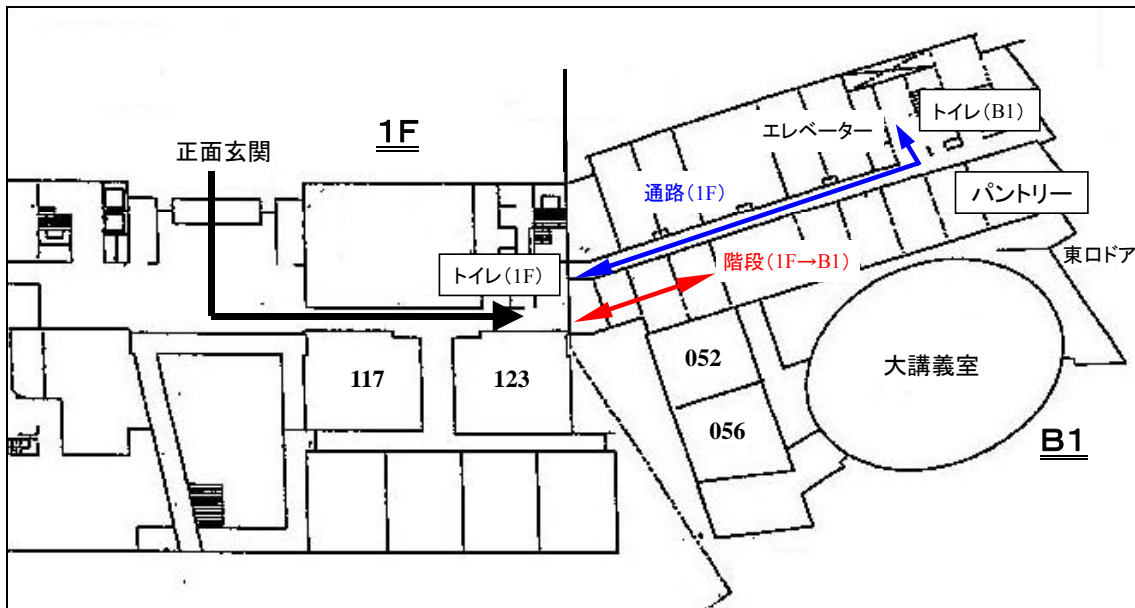 1F
正面玄関
エレベーター
トイレ(B1)
通路(1F)
パントリー
トイレ(1F)
階段(1F→B1)
東口ドア
117
123
052
大講義室
056
B1